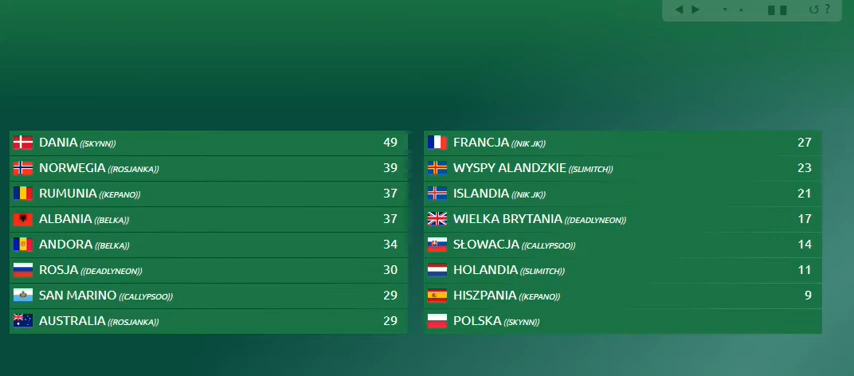 ?
DANIA ((SKYNN)) 49
NORWEGIA ((ROSJANKA)) 39
RUMUNIA ((KEPANO)) 37
ALBANIA ((BELKA)) 37
ANDORA ((BELKA)) 34
ROSJA ((DEADLYNEON)) 30
SAN MARINO ((CALLYPSOO)) 29
AUSTRALIA ((ROSJANKA)) 29
FRANCJA ((NIK JK)) 27
WYSPY ALANDZKIE ((SLIMITCH)) 23
ISLANDIA ((NIK JK)) 21
WIELKA BRYTANIA ((DEADLYNEON)) 17
SŁOWACJA ((CALLYPSOO)) 14
HOLANDIA ((SLIMITCH)) 11
HISZPANIA ((KEPANO)) 9
POLSKA ((SKYNN))